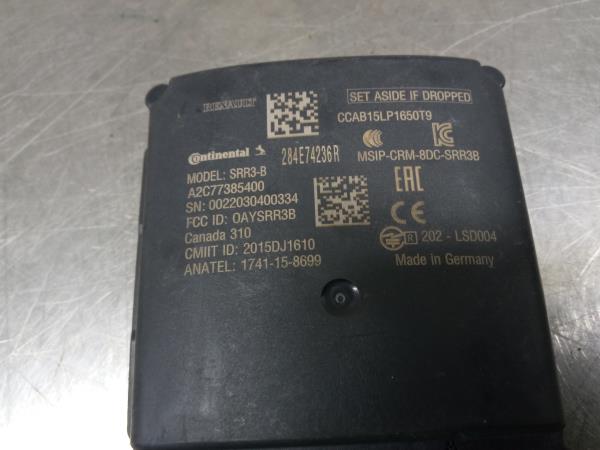 RENAULT
SET ASIDE IF DROPPED
CCAB15LP1650T9
Continental
284E74236R
MSIP-CRM-8DC-SRR3B
MODEL: SRR3-B
A2C77385400
SN: 0022030400334
FCC ID: OAYSRR3B
Canada 310
CMIIT ID: 2015DJ1610
ANATEL: 1741-15-8699
EAC
CE
R 202 - LSD004
Made in Germany